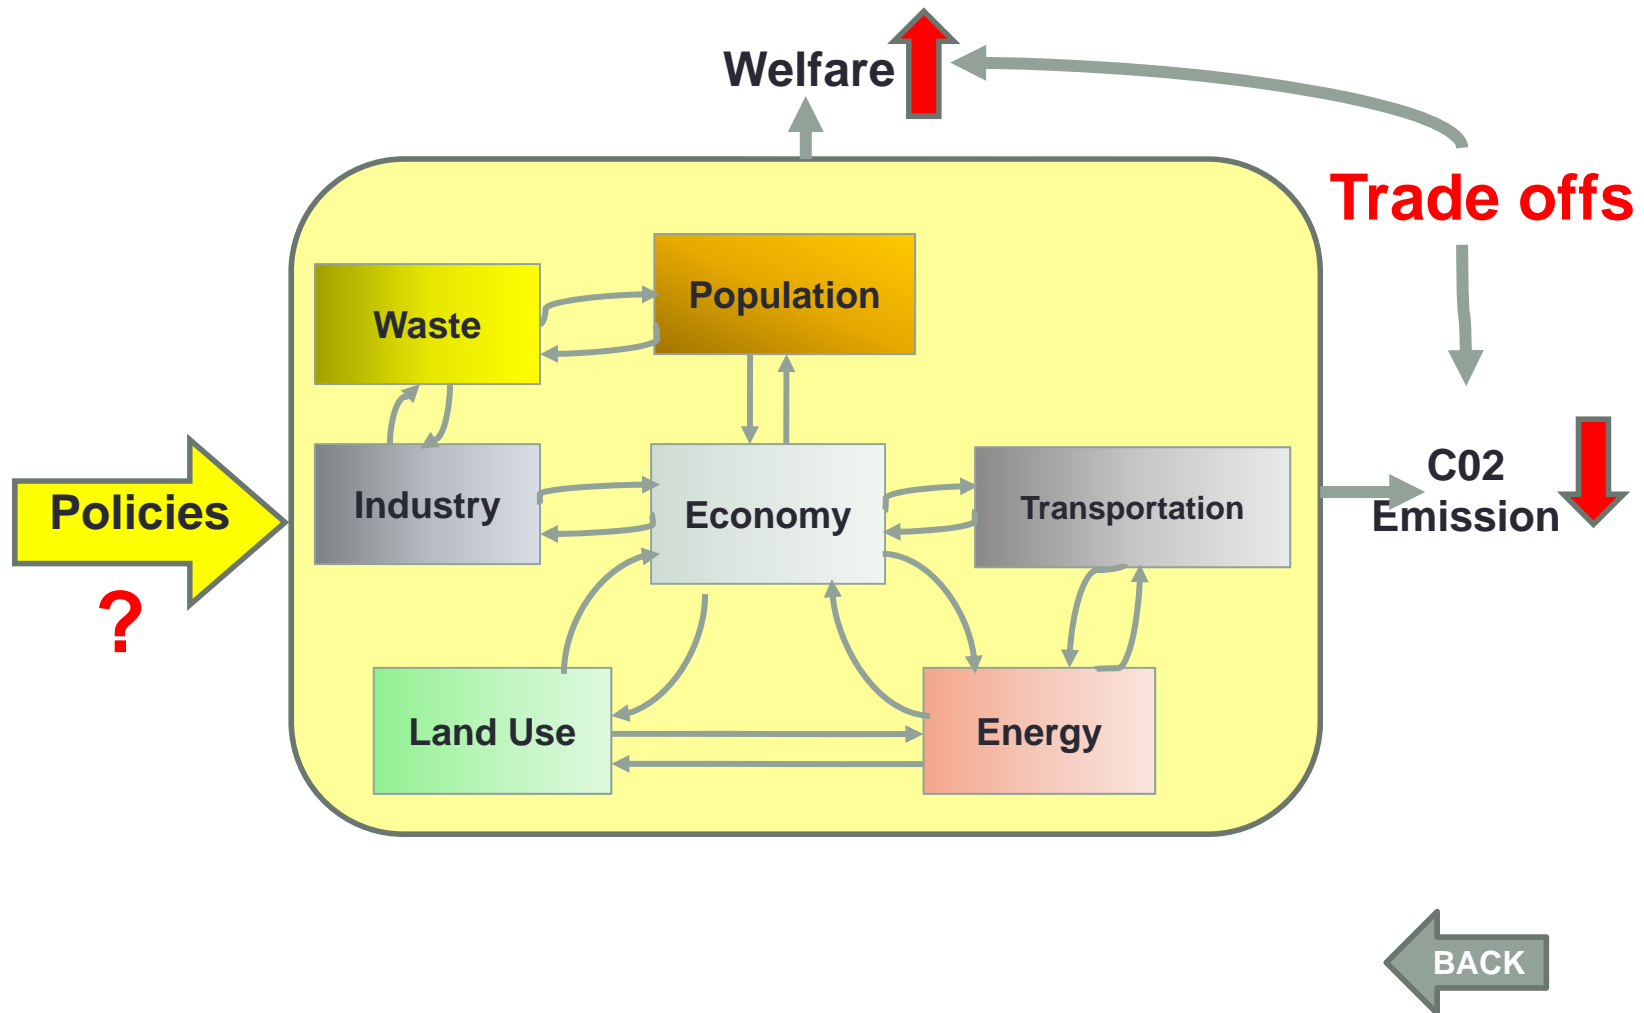 Welfare
Trade offs
Population
Waste
Policies
?
Industry
Economy
Transportation
C02
Emission
Land Use
Energy
BACK